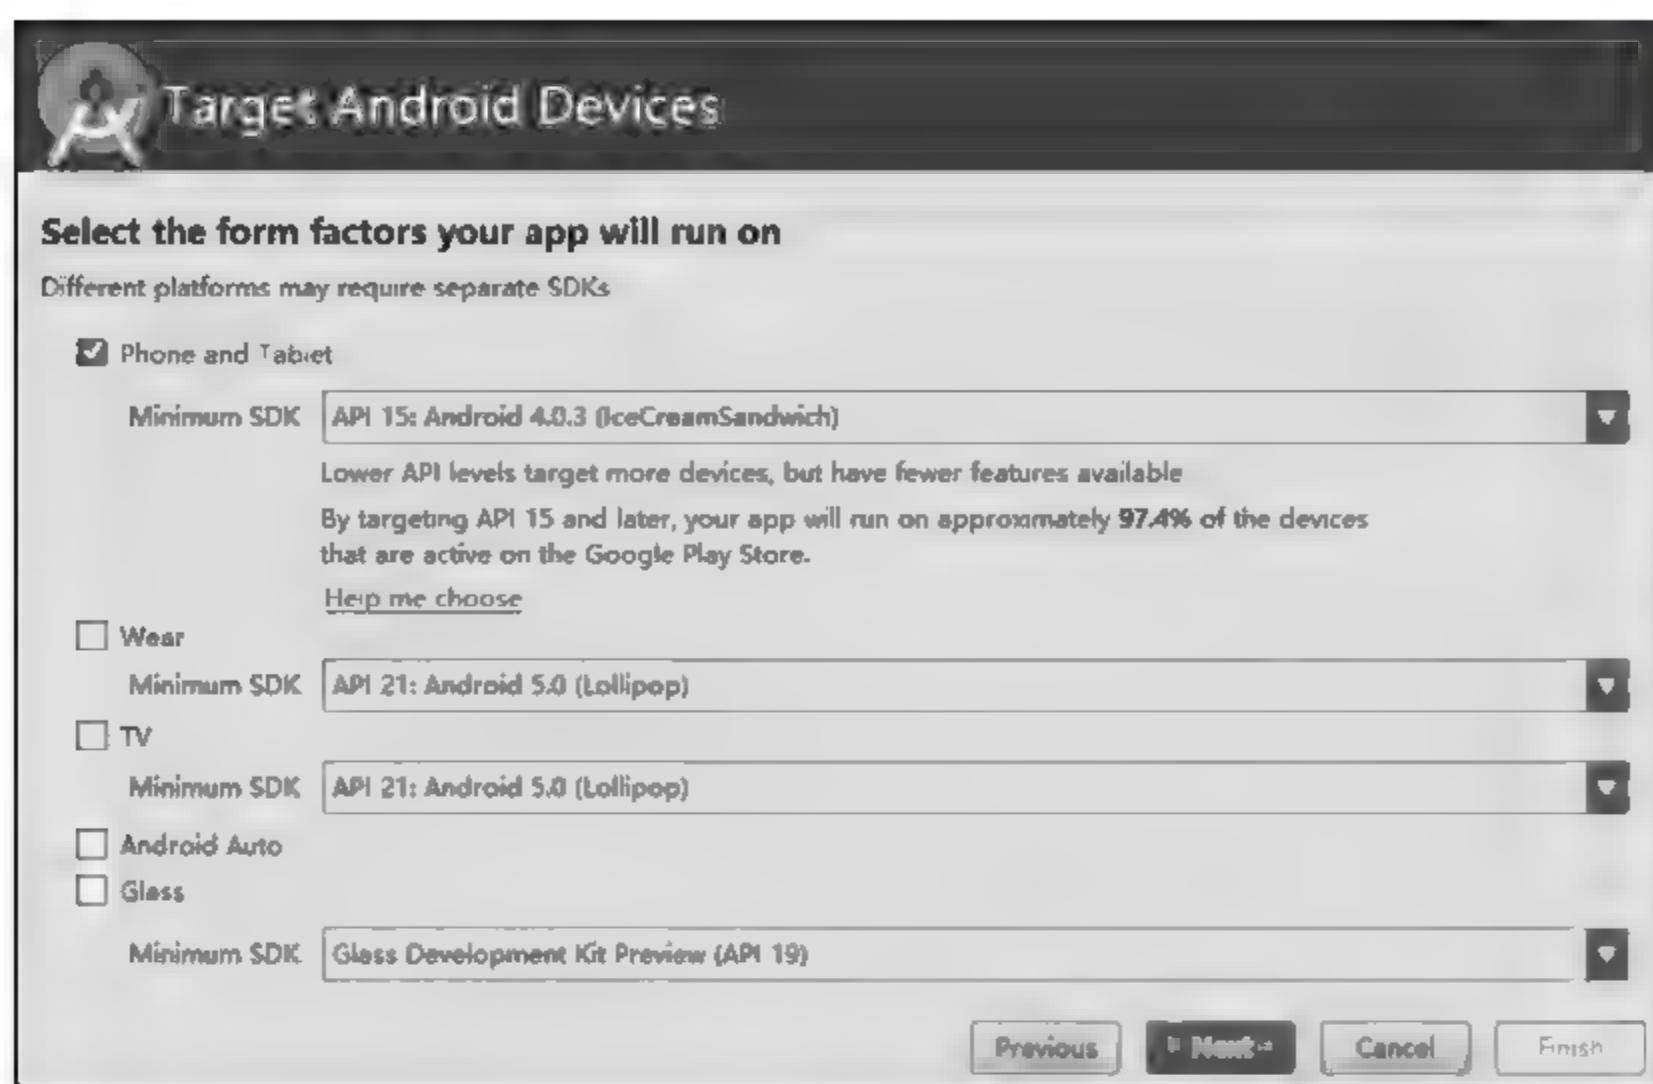 Target Android Devices
Select the form factors your app will run on
Different platforms may require separate SDKs
Phone and Tablet
Minimum SDK API 15: Android 4.0.3 (IceCreamSandwich)
Lower API levels target more devices, but have fewer features available
By targeting API 15 and later, your app will run on approximately 97.4% of the devices
that are active on the Google Play Store.
Help me choose
Wear
Minimum SDK API 21: Android 5.0 (Lollipop)
TV
Minimum SDK API 21: Android 5.0 (Lollipop)
Android Auto
Glass
Minimum SDK Glass Development Kit Preview (API 19)
Previous Next Cancel Finish